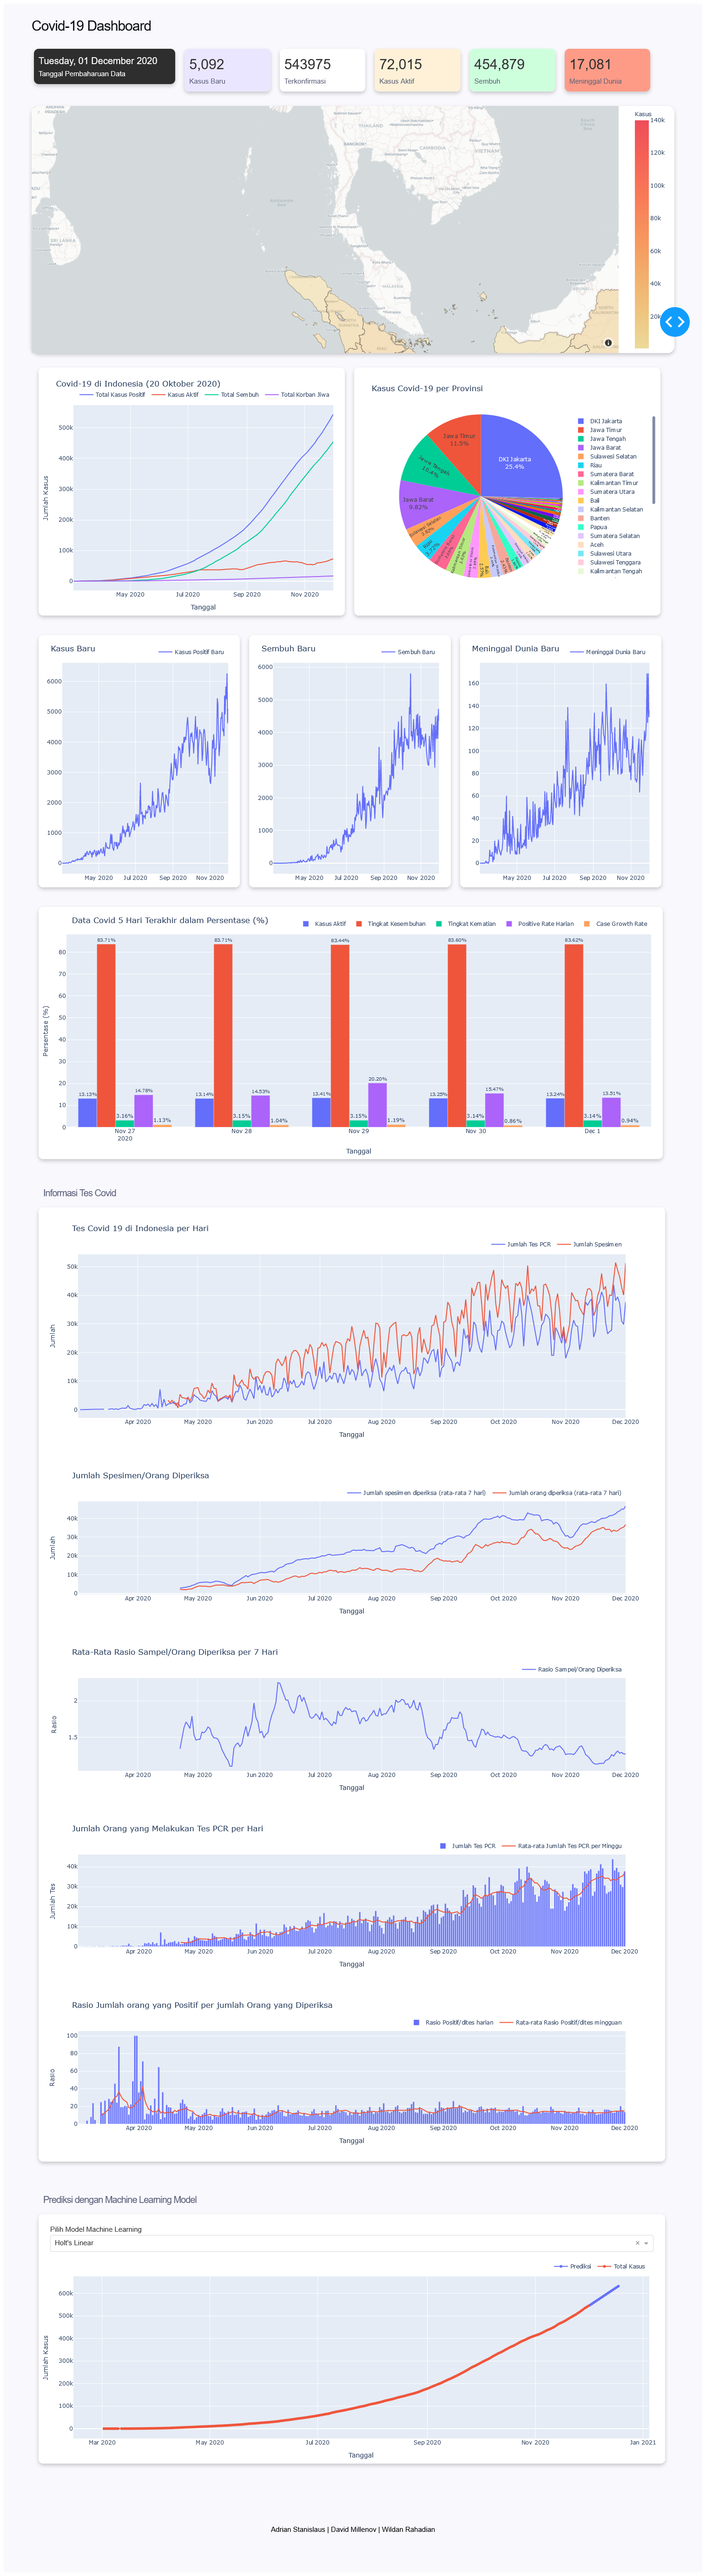 Covid-19 Dashboard
Tuesday, 01 December 2020
Tanggal Pembaharuan Data
5,092
Kasus Baru
543975
Terkonfirmasi
72,015
Kasus Aktif
454,879
Sembuh
17,081
Meninggal Dunia
THAILAND
BANGKOK
CAMBODIA
VIETNAM
SRI LANKA
MALAYSIA
Kasus
140k
120k
100k
80k
60k
40k
20k
Covid-19 di Indonesia (20 Oktober 2020)
Total Kasus Positif
Kasus Aktif
Total Sembuh
Total Korban Jiwa
Jumlah Kasus
500k
400k
300k
200k
100k
0
May 2020
Jul 2020
Sep 2020
Nov 2020
Tanggal
Kasus Covid-19 per Provinsi
DKI Jakarta
25.4%
Jawa Timur
11.5%
Jawa Tengah
10.4%
Jawa Barat
9.82%
Sulawesi Selatan
Riau
DKI Jakarta
Jawa Timur
Jawa Tengah
Jawa Barat
Sulawesi Selatan
Riau
Sumatera Barat
Kalimantan Timur
Sumatera Utara
Bali
Kalimantan Selatan
Banten
Papua
Sumatera Selatan
Aceh
Sulawesi Utara
Sulawesi Tenggara
Kalimantan Tengah
Kasus Baru
Kasus Positif Baru
6000
5000
4000
3000
2000
1000
0
May 2020
Jul 2020
Sep 2020
Nov 2020
Sembuh Baru
Sembuh Baru
6000
5000
4000
3000
2000
1000
0
May 2020
Jul 2020
Sep 2020
Nov 2020
Meninggal Dunia Baru
Meninggal Dunia Baru
160
140
120
100
80
60
40
20
0
May 2020
Jul 2020
Sep 2020
Nov 2020
Data Covid 5 Hari Terakhir dalam Persentase (%)
Kasus Aktif
Tingkat Kesembuhan
Tingkat Kematian
Positive Rate Harian
Case Growth Rate
Persentase (%)
80
70
60
50
40
30
20
10
0
13.13%
83.71%
3.16%
14.78%
1.13%
13.14%
83.71%
3.15%
14.53%
1.04%
13.41%
83.44%
3.15%
20.20%
1.19%
13.25%
83.60%
3.14%
15.47%
0.86%
13.24%
83.62%
3.14%
13.51%
0.94%
Nov 27
2020
Nov 28
Nov 29
Nov 30
Dec 1
Tanggal
Informasi Tes Covid
Tes Covid 19 di Indonesia per Hari
Jumlah Tes PCR
Jumlah Spesimen
Jumlah
50k
40k
30k
20k
10k
0
Apr 2020
May 2020
Jun 2020
Jul 2020
Aug 2020
Sep 2020
Oct 2020
Nov 2020
Dec 2020
Tanggal
Jumlah Spesimen/Orang Diperiksa
Jumlah spesimen diperiksa (rata-rata 7 hari)
Jumlah orang diperiksa (rata-rata 7 hari)
Jumlah
40k
30k
20k
10k
0
Apr 2020
May 2020
Jun 2020
Jul 2020
Aug 2020
Sep 2020
Oct 2020
Nov 2020
Dec 2020
Tanggal
Rata-Rata Rasio Sampel/Orang Diperiksa per 7 Hari
Rasio Sampel/Orang Diperiksa
Rasio
2
1.5
Apr 2020
May 2020
Jun 2020
Jul 2020
Aug 2020
Sep 2020
Oct 2020
Nov 2020
Dec 2020
Tanggal
Jumlah Orang yang Melakukan Tes PCR per Hari
Jumlah Tes PCR
Rata-rata Jumlah Tes PCR per Minggu
Jumlah Tes
40k
30k
20k
10k
0
Apr 2020
May 2020
Jun 2020
Jul 2020
Aug 2020
Sep 2020
Oct 2020
Nov 2020
Dec 2020
Tanggal
Rasio Jumlah orang yang Positif per jumlah Orang yang Diperiksa
Rasio Positif/dites harian
Rata-rata Rasio Positif/dites mingguan
Rasio
100
80
60
40
20
0
Apr 2020
May 2020
Jun 2020
Jul 2020
Aug 2020
Sep 2020
Oct 2020
Nov 2020
Dec 2020
Tanggal
Prediksi dengan Machine Learning Model
Pilih Model Machine Learning
Holt's Linear
Prediksi
Total Kasus
Jumlah Kasus
600k
500k
400k
300k
200k
100k
0
Mar 2020
May 2020
Jul 2020
Sep 2020
Nov 2020
Jan 2021
Tanggal
Adrian Stanislaus | David Millenov | Wildan Rahadian